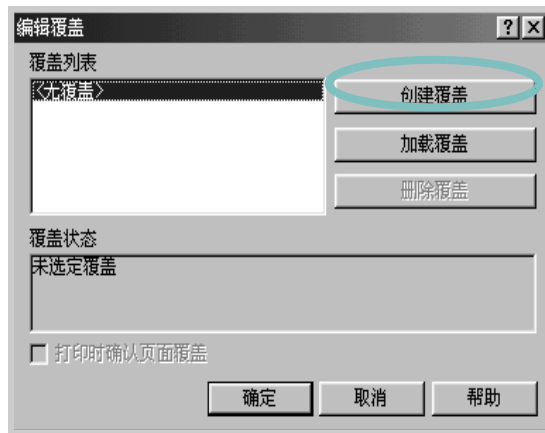 编辑覆盖
覆盖列表
<无覆盖>
创建覆盖
加载覆盖
删除覆盖
覆盖状态
未选定覆盖
打印时确认页面覆盖
确定
取消
帮助